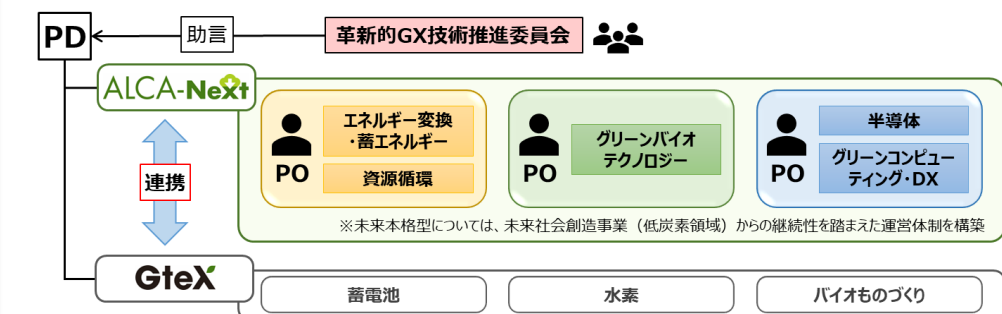 PD
助言
革新的GX技術推進委員会
ALCA-Next
エネルギー変換
・蓄エネルギー
資源循環
PO
グリーンバイオ
テクノロジー
PO
半導体
グリーンコンピュー
ティング・DX
PO
連携
※未来本格型については、未来社会創造事業（低炭素領域）からの継続性を踏まえた運営体制を構築
GteX
蓄電池
水素
バイオものづくり